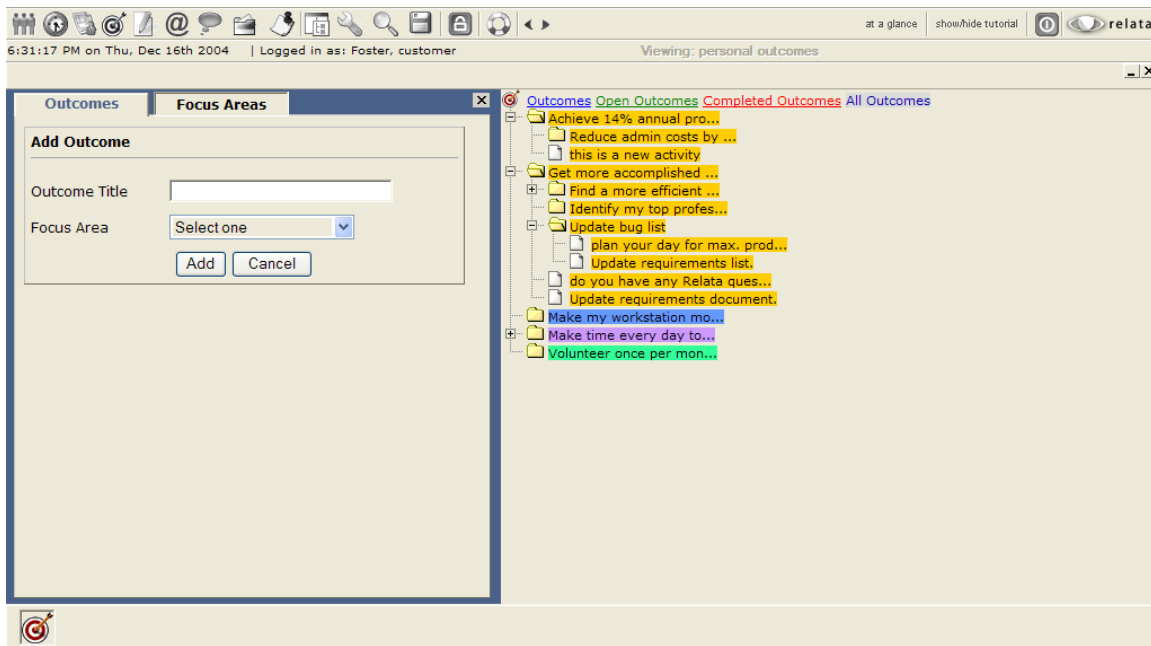 at a glance show/hide tutorial relata
6:31:17 PM on Thu, Dec 16th 2004 | Logged in as: Foster, customer Viewing: personal outcomes
Outcomes Focus Areas
Add Outcome
Outcome Title
Focus Area Select one
Add Cancel
Outcomes Open Outcomes Completed Outcomes All Outcomes
Achieve 14% annual pro...
Reduce admin costs by ...
this is a new activity
Get more accomplished ...
Find a more efficient ...
Identify my top profes...
Update bug list
plan your day for max. prod...
Update requirements list.
do you have any Relata ques...
Update requirements document.
Make my workstation mo...
Make time every day to...
Volunteer once per mon...